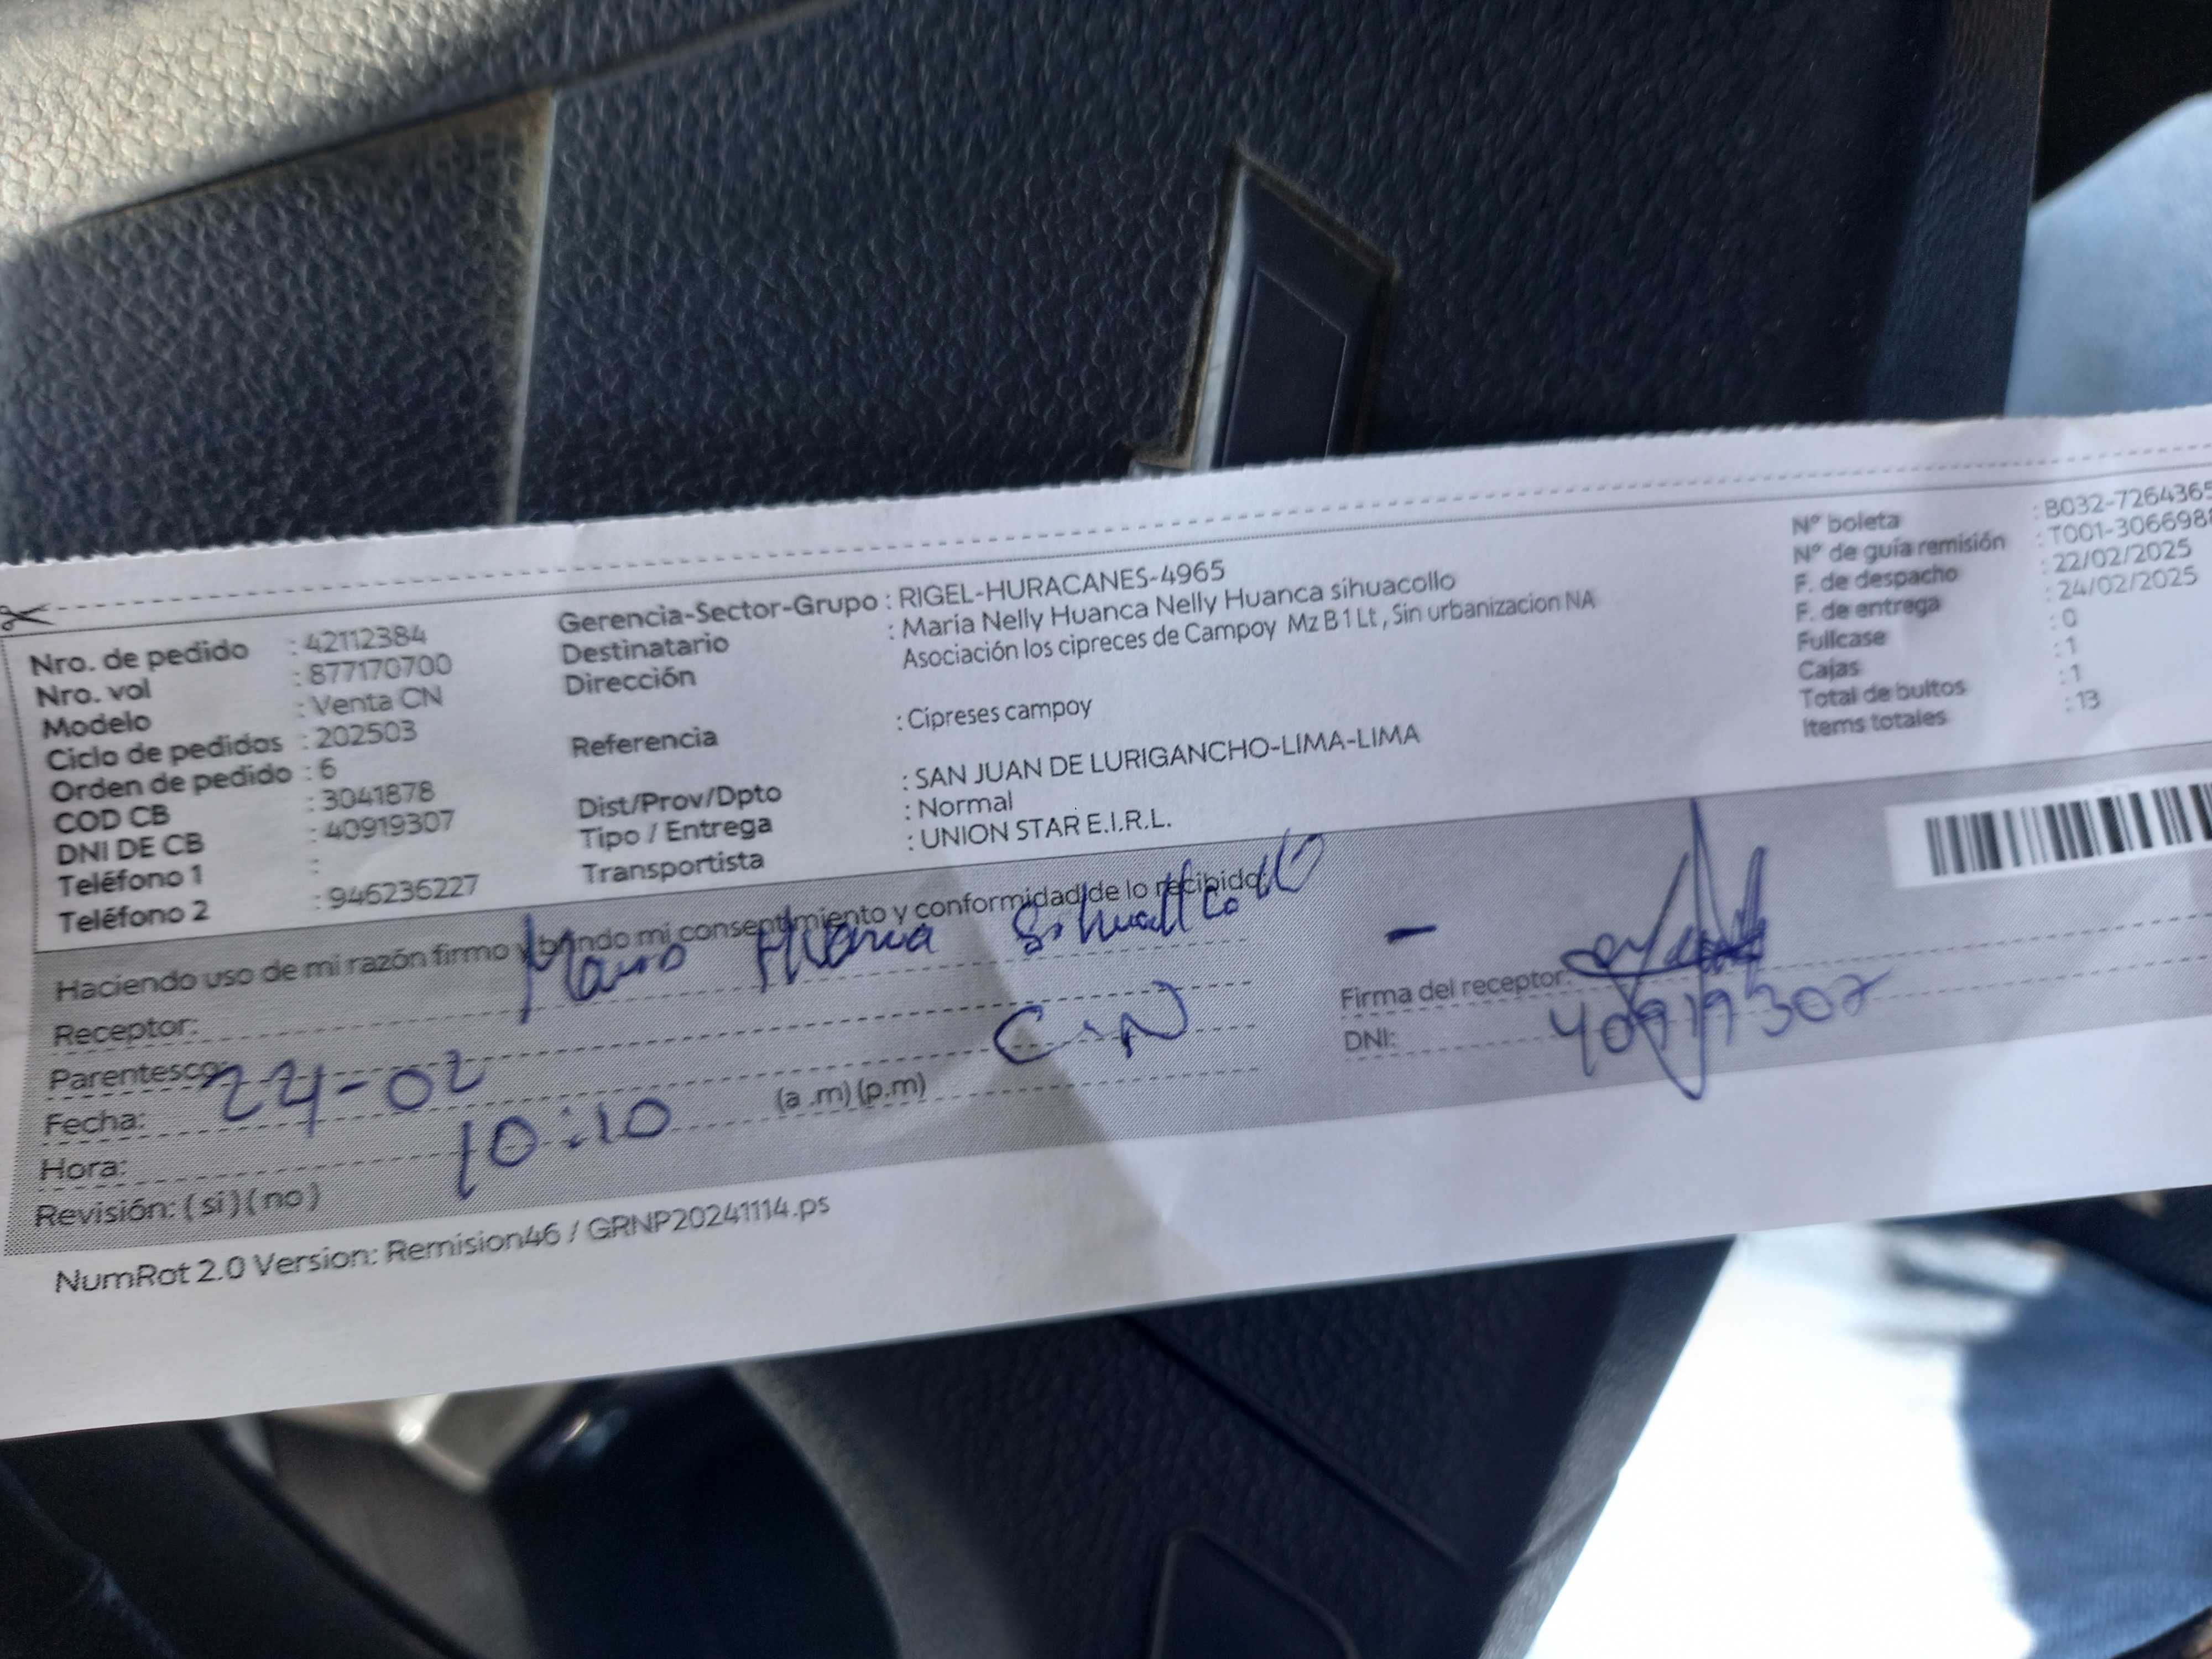 Nro. de pedido : 42112384
Nro. vol : 877170700
Modelo : Venta CN
Ciclo de pedidos : 202503
Orden de pedido : 6
COD CB : 3041878
DNI DE CB : 40919307
Teléfono 1 :
Teléfono 2 : 946236227
Gerencia-Sector-Grupo : RIGEL-HURACANES-4965
Destinatario : María Nelly Huanca Nelly Huanca sihuacollo
Dirección Asociación los cipreces de Campoy Mz B 1 Lt , Sin urbanizacion NA
Referencia : Cipreses campoy
Dist/Prov/Dpto : SAN JUAN DE LURIGANCHO-LIMA-LIMA
Tipo / Entrega : Normal
Transportista : UNION STAR E.I.R.L.
Nº boleta : B032-7264365
Nº de guía remisión : T001-306698
F. de despacho : 22/02/2025
F. de entrega : 24/02/2025
Fullcase : 0
Cajas : 1
Total de bultos : 1
Items totales : 13
Haciendo uso de mi razón firmo y brindo mi consentimiento y conformidad de lo recibido:
Receptor: Sihuacollo
Parentesco: C.N
Fecha: 24-02
Hora: 10:10 (a .m) (p.m)
Revisión: ( si ) ( no )
Firma del receptor:
DNI: 40919307
NumRot 2.0 Version: Remision46 / GRNP20241114.ps